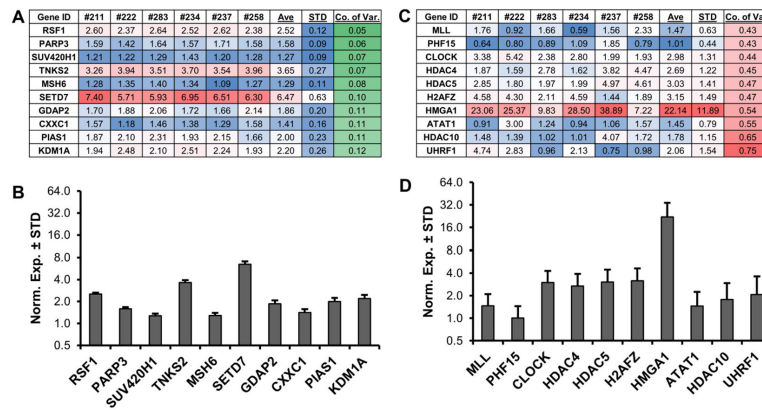 A
Gene ID #211 #222 #283 #234 #237 #258 Ave STD Co. of Var.
RSF1 2.60 2.37 2.64 2.52 2.62 2.38 2.52 0.12 0.05
PARP3 1.59 1.42 1.64 1.57 1.71 1.58 1.58 0.09 0.06
SUV420H1 1.21 1.22 1.29 1.43 1.20 1.28 1.27 0.09 0.07
TNKS2 3.26 3.94 3.51 3.70 3.54 3.96 3.65 0.27 0.07
MSH6 1.28 1.35 1.40 1.34 1.09 1.27 1.29 0.11 0.08
SETD7 7.40 5.71 5.93 6.95 6.51 6.30 6.47 0.63 0.10
GDAP2 1.70 1.88 2.06 1.72 1.66 2.14 1.86 0.20 0.11
CXXC1 1.57 1.18 1.46 1.38 1.29 1.58 1.41 0.16 0.11
PIAS1 1.87 2.10 2.31 1.93 2.15 1.66 2.00 0.23 0.11
KDM1A 1.94 2.48 2.10 2.51 2.24 1.93 2.20 0.26 0.12
C
Gene ID #211 #222 #283 #234 #237 #258 Ave STD Co. of Var.
MLL 1.76 0.92 1.66 0.59 1.56 2.33 1.47 0.63 0.43
PHF15 0.64 0.80 0.89 1.09 1.85 0.79 1.01 0.44 0.43
CLOCK 3.38 5.42 2.38 2.80 1.99 1.93 2.98 1.31 0.44
HDAC4 1.87 1.59 2.78 1.62 3.82 4.47 2.69 1.22 0.45
HDAC5 2.85 1.80 1.97 1.99 4.97 4.61 3.03 1.41 0.47
H2AFZ 4.58 4.30 2.11 4.59 1.44 1.89 3.15 1.49 0.47
HMGA1 23.06 25.37 9.83 28.50 38.89 7.22 22.14 11.89 0.54
ATAT1 0.91 3.00 1.24 0.94 1.06 1.57 1.45 0.79 0.55
HDAC10 1.48 1.39 1.02 1.01 4.07 1.72 1.78 1.15 0.65
UHRF1 4.74 2.83 0.96 2.13 0.75 0.98 2.06 1.54 0.75
B
Norm. Exp. ± STD
64.0
32.0
16.0
8.0
4.0
2.0
1.0
0.5
RSF1 PARP3 SUV420H1 TNKS2 MSH6 SETD7 GDAP2 CXXC1 PIAS1 KDM1A
D
Norm. Exp. ± STD
64.0
32.0
16.0
8.0
4.0
2.0
1.0
0.5
MLL PHF15 CLOCK HDAC4 HDAC5 H2AFZ HMGA1 ATAT1 HDAC10 UHRF1